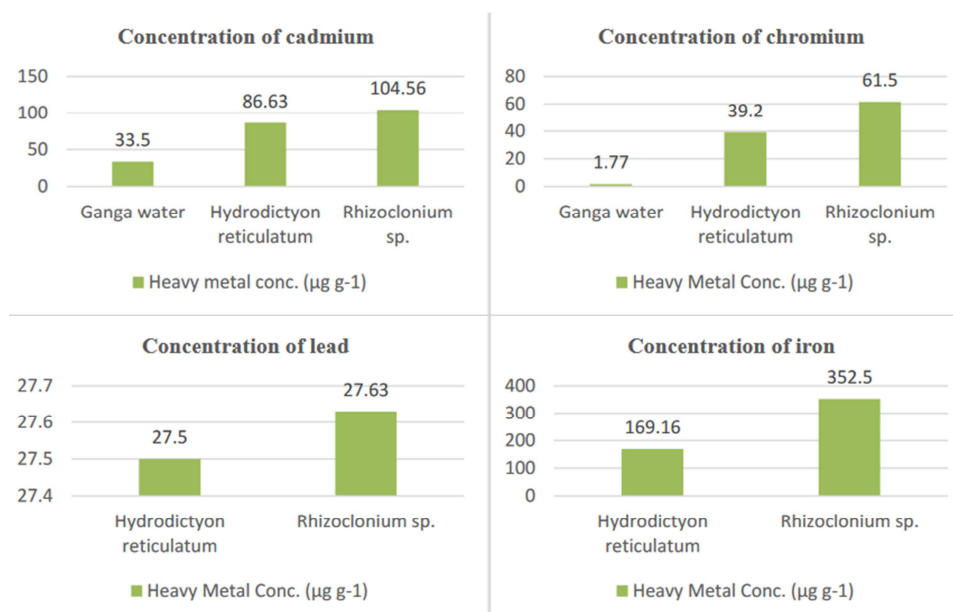 Concentration of cadmium
150
100
50
0
33.5
86.63
104.56
Ganga water
Hydrodictyon
reticulatum
Rhizoclonium
sp.
Heavy metal conc. (µg g-1)
Concentration of chromium
80
60
40
20
0
1.77
39.2
61.5
Ganga water
Hydrodictyon
reticulatum
Rhizoclonium
sp.
Heavy Metal Conc. (µg g-1)
Concentration of lead
27.7
27.6
27.5
27.4
27.5
27.63
Hydrodictyon
reticulatum
Rhizoclonium sp.
Heavy Metal Conc. (µg g-1)
Concentration of iron
400
300
200
100
0
169.16
352.5
Hydrodictyon
reticulatum
Rhizoclonium sp.
Heavy Metal Conc. (µg g-1)